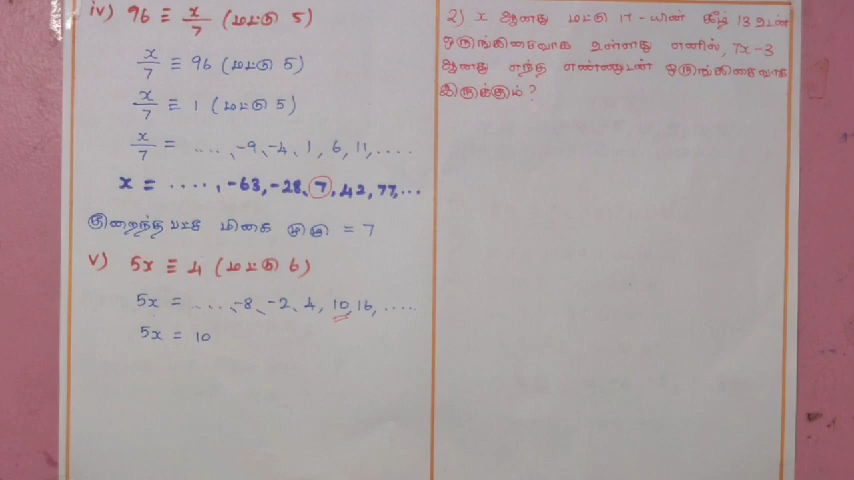 iv) 96 ≡ x/7 (மட்டு 5)
x/7 ≡ 96 (மட்டு 5)
x/7 ≡ 1 (மட்டு 5)
x/7 = ...., -9, -4, 1, 6, 11, ....
x = ...., -63, -28, 7, 42, 77, ...
குறைந்தபட்ச மிகை முழு = 7
v) 5x ≡ 4 (மட்டு 6)
5x = ...., -8, -2, 4, 10, 16, ....
5x = 10
2) x ஆனது மட்டு 17-யின் கீழ் 13 உடன்
ஒருங்கிசைவாக உள்ளது எனில், 7x-3
ஆனது எந்த எண்ணுடன் ஒருங்கிசைவாக
இருக்கும்?